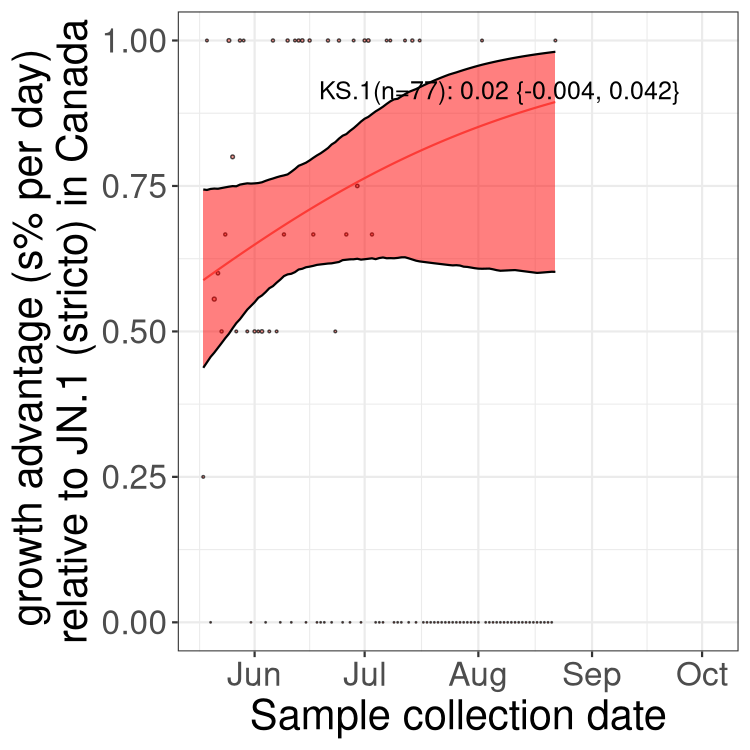 growth advantage (s% per day)
relative to JN.1 (stricto) in Canada
1.00
0.75
0.50
0.25
0.00
KS.1(n=77): 0.02 {-0.004, 0.042}
Jun Jul Aug Sep Oct
Sample collection date